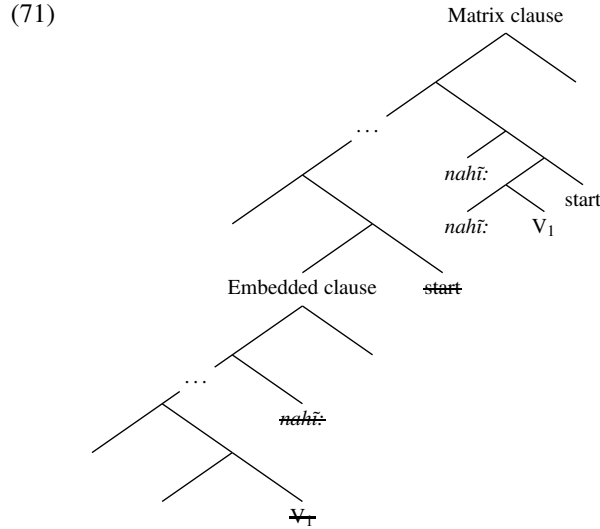 (71)
Matrix clause
…
nahĩ:
start
nahĩ: V₁
Embedded clause start
…
nahĩ:
V₁